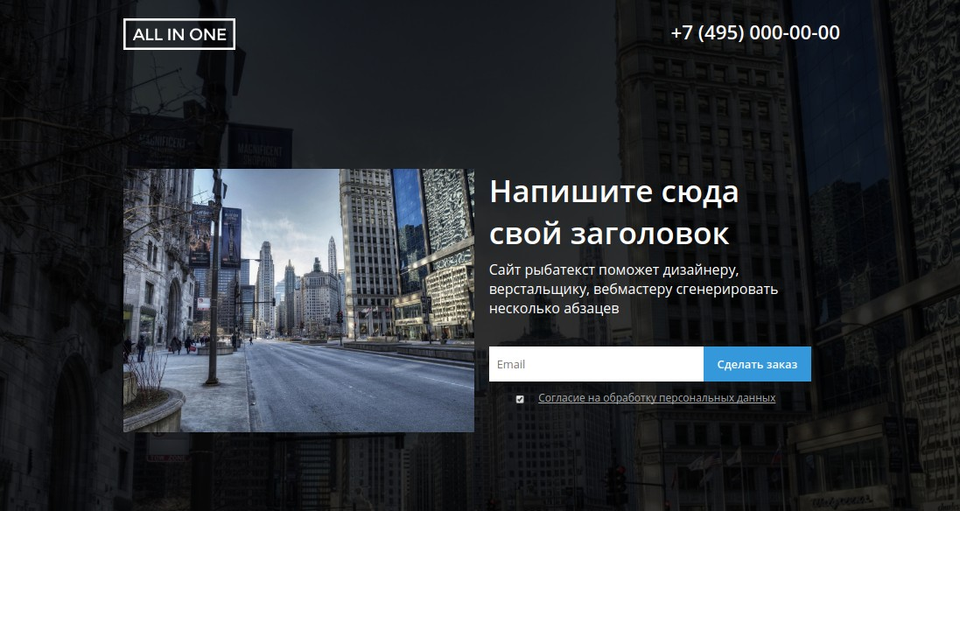 ALL IN ONE
+7 (495) 000-00-00
Напишите сюда
свой заголовок
Сайт рыбатекст поможет дизайнеру,
верстальщику, вебмастеру сгенерировать
несколько абзацев
Email
Сделать заказ
Согласие на обработку персональных данных